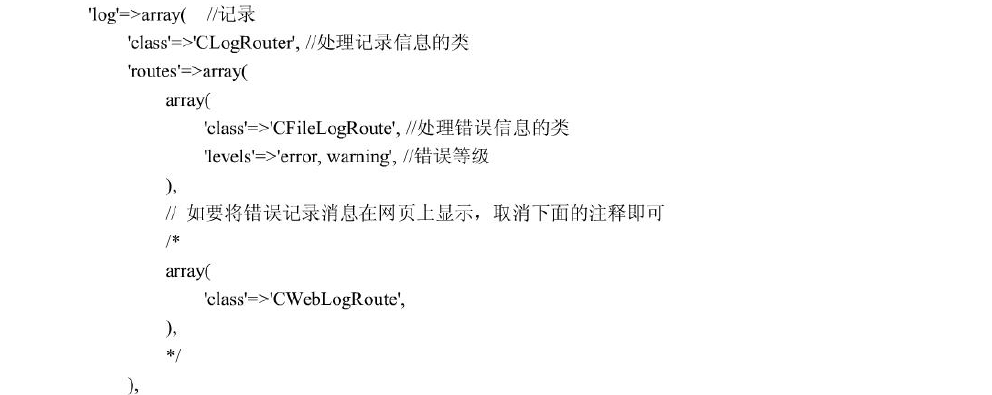 'log'=>array(    //记录
'class'=>'CLogRouter', //处理记录信息的类
'routes'=>array(
array(
'class'=>'CFileLogRoute', //处理错误信息的类
'levels'=>'error, warning', //错误等级
),
// 如要将错误记录消息在网页上显示，取消下面的注释即可
/*
array(
'class'=>'CWebLogRoute',
),
*/
),